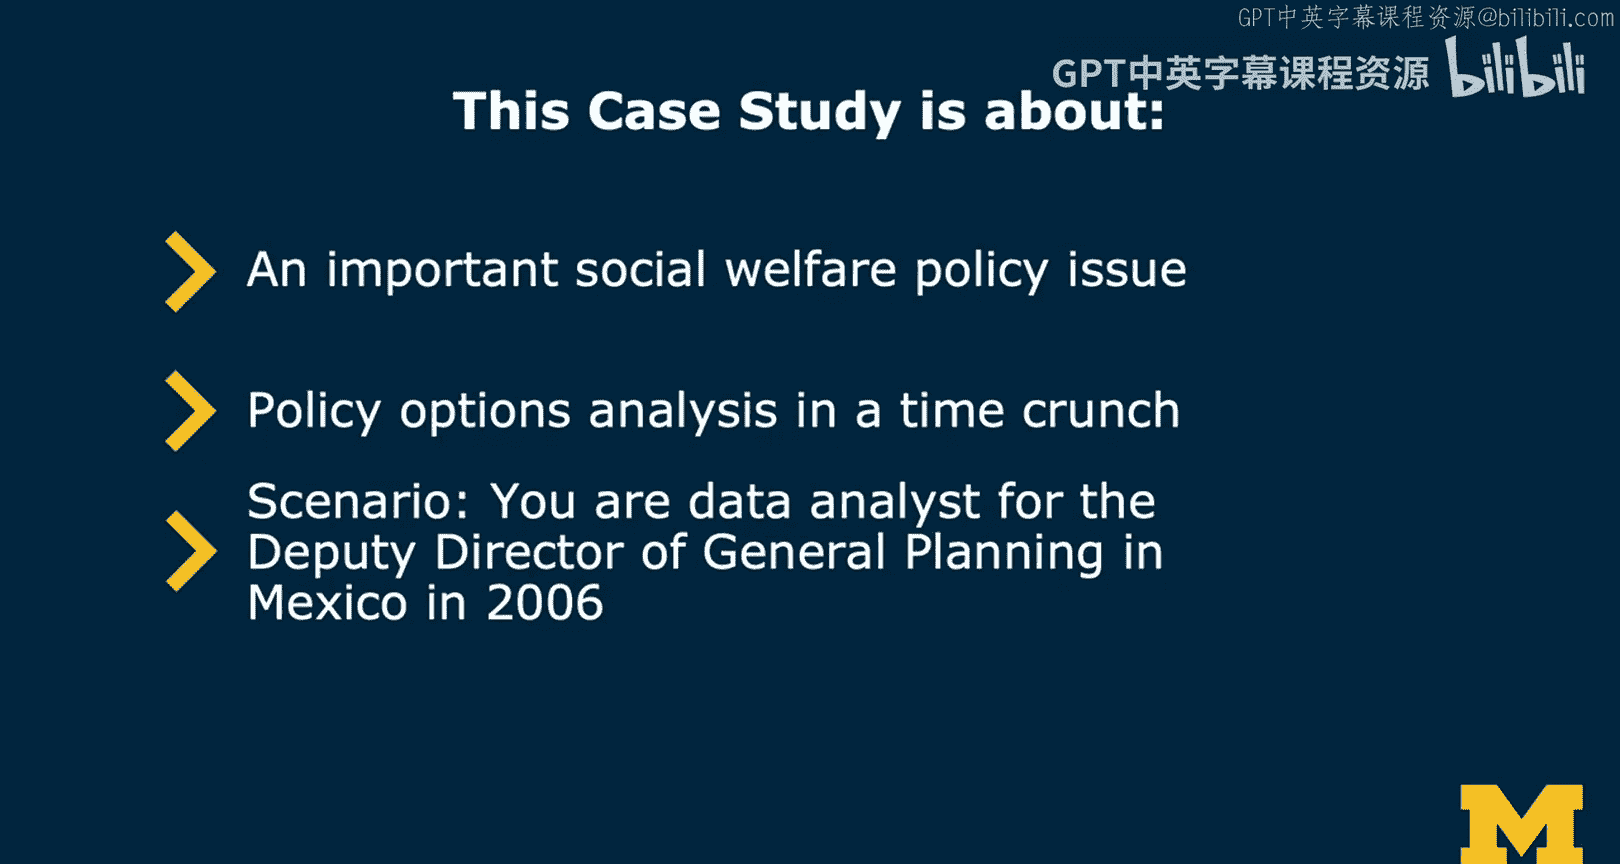 GPT中英字幕课程资源@bilibili.com
GPT中英字幕课程资源 bilibili
This Case Study is about:
An important social welfare policy issue
Policy options analysis in a time crunch
Scenario: You are data analyst for the
Deputy Director of General Planning in
Mexico in 2006
M